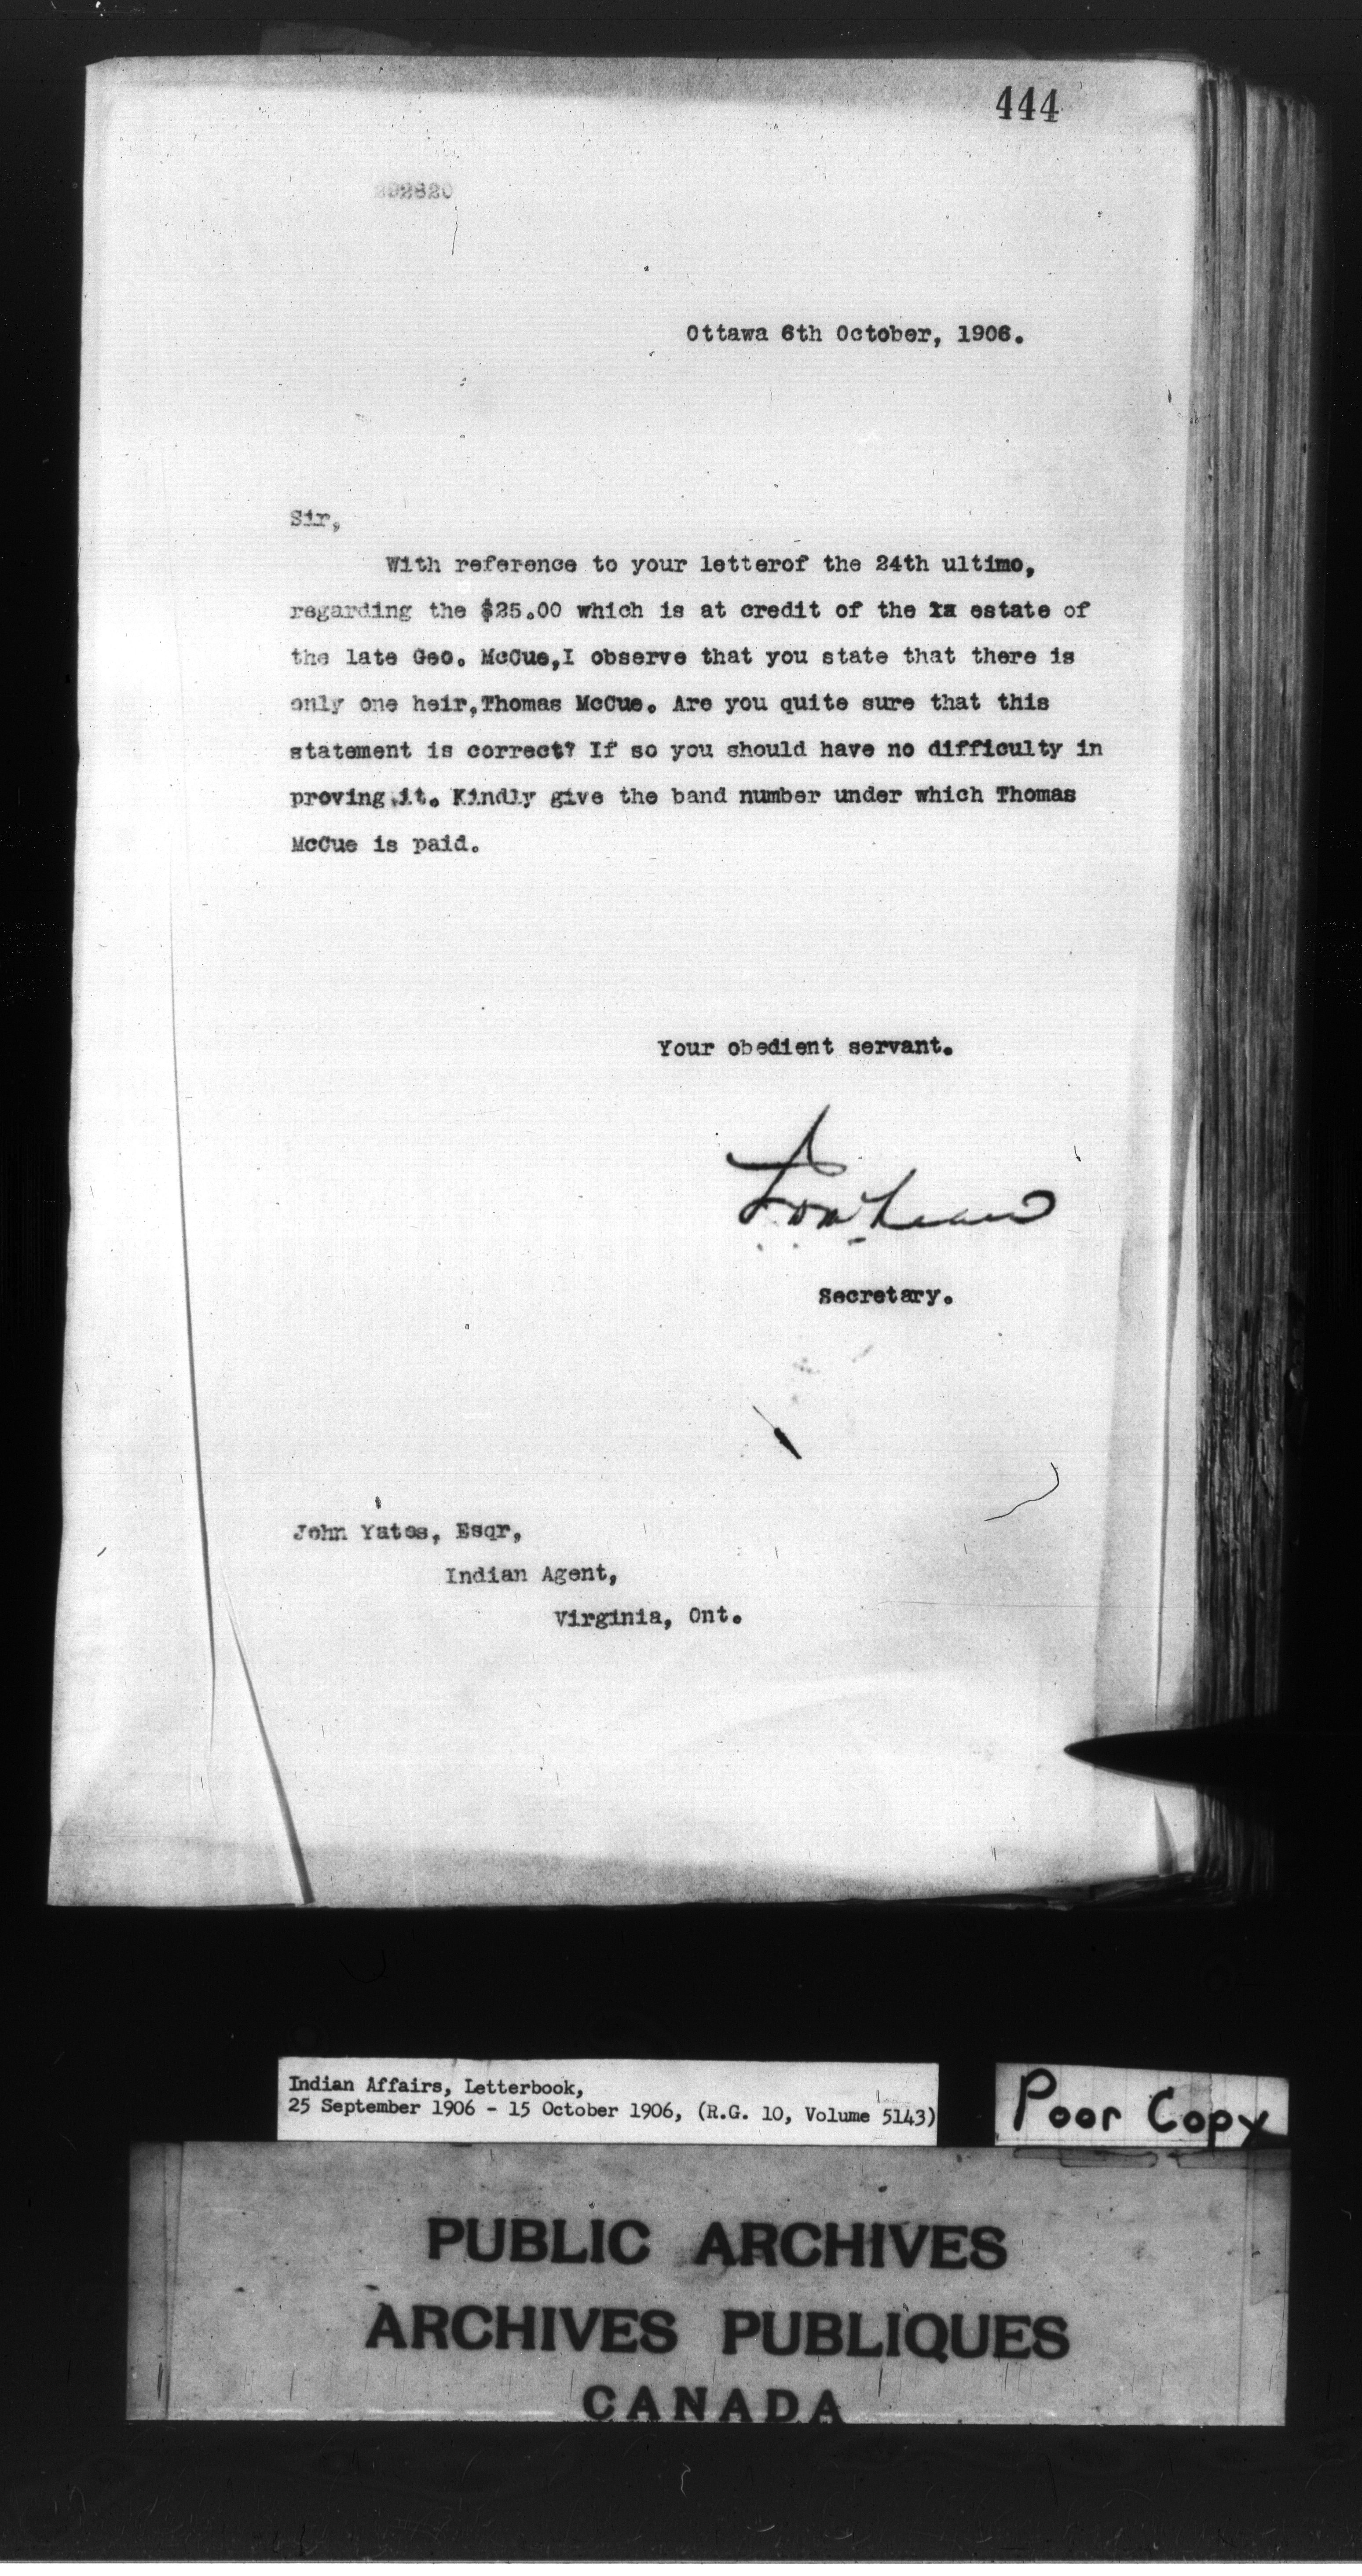 444
292820
Ottawa 6th October, 1906.
Sir,
With reference to your letterof the 24th ultimo,
regarding the $25.00 which is at credit of the estate of
the late Geo. McCue,I observe that you state that there is
only one heir,Thomas McCue. Are you quite sure that this
statement is correct? If so you should have no difficulty in
proving it. Kindly give the band number under which Thomas
McCue is paid.
Your obedient servant.
Secretary.
John Yates, Esqr,
Indian Agent,
Virginia, Ont.
Indian Affairs, Letterbook,
25 September 1906 - 15 October 1906, (R.G. 10, Volume 5143)
Poor Copy
PUBLIC ARCHIVES
ARCHIVES PUBLIQUES
CANADA